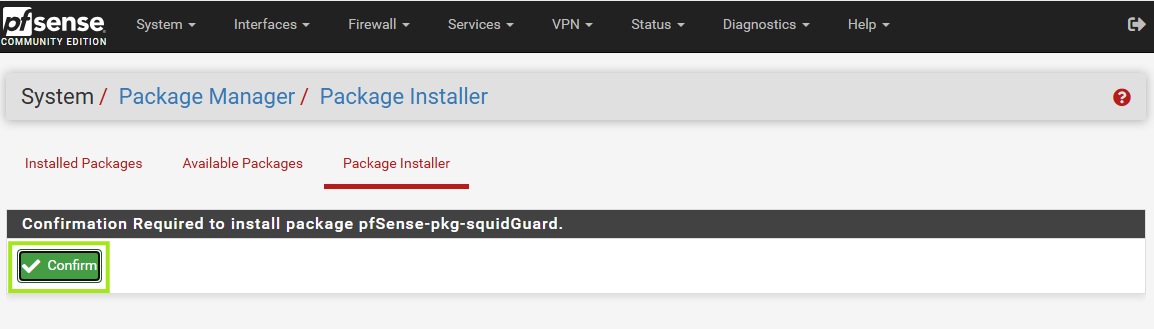 pfsense
COMMUNITY EDITION
System Interfaces Firewall Services VPN Status Diagnostics Help
System / Package Manager / Package Installer
Installed Packages Available Packages Package Installer
Confirmation Required to install package pfSense-pkg-squidGuard.
Confirm